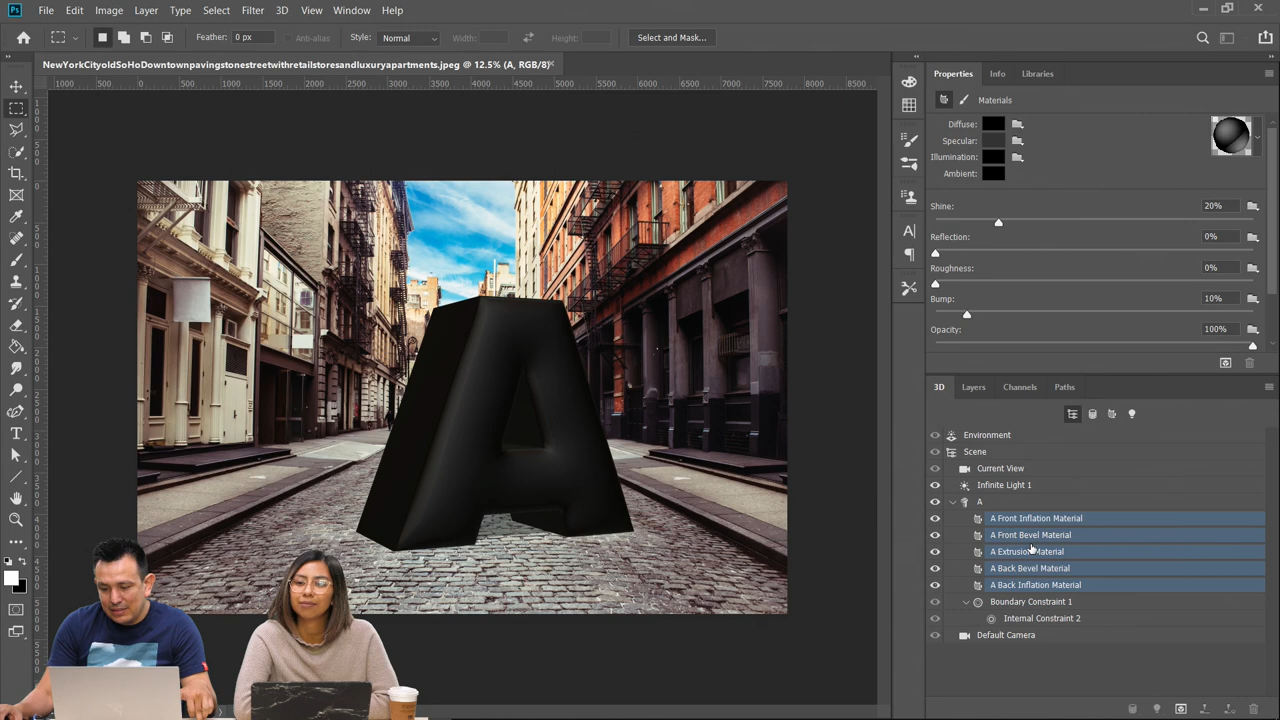 Ps File Edit Image Layer Type Select Filter 3D View Window Help
Feather: 0 px Anti-alias Style: Normal Width: Height: Select and Mask...
NewYorkCityoldSoHoDowntownpavingstonestreetwithretailstoresandluxuryapartments.jpeg @ 12.5% (A, RGB/8)
1000 500 0 500 1000 1500 2000 2500 3000 3500 4000 4500 5000 5500 6000 6500 7000 7500 8000 8500
Properties Info Libraries
Materials
Diffuse:
Specular:
Illumination:
Ambient:
Shine: 20%
Reflection: 0%
Roughness: 0%
Bump: 10%
Opacity: 100%
A
3D Layers Channels Paths
Environment
Scene
Current View
Infinite Light 1
A
A Front Inflation Material
A Front Bevel Material
A Extrusion Material
A Back Bevel Material
A Back Inflation Material
Boundary Constraint 1
Internal Constraint 2
Default Camera